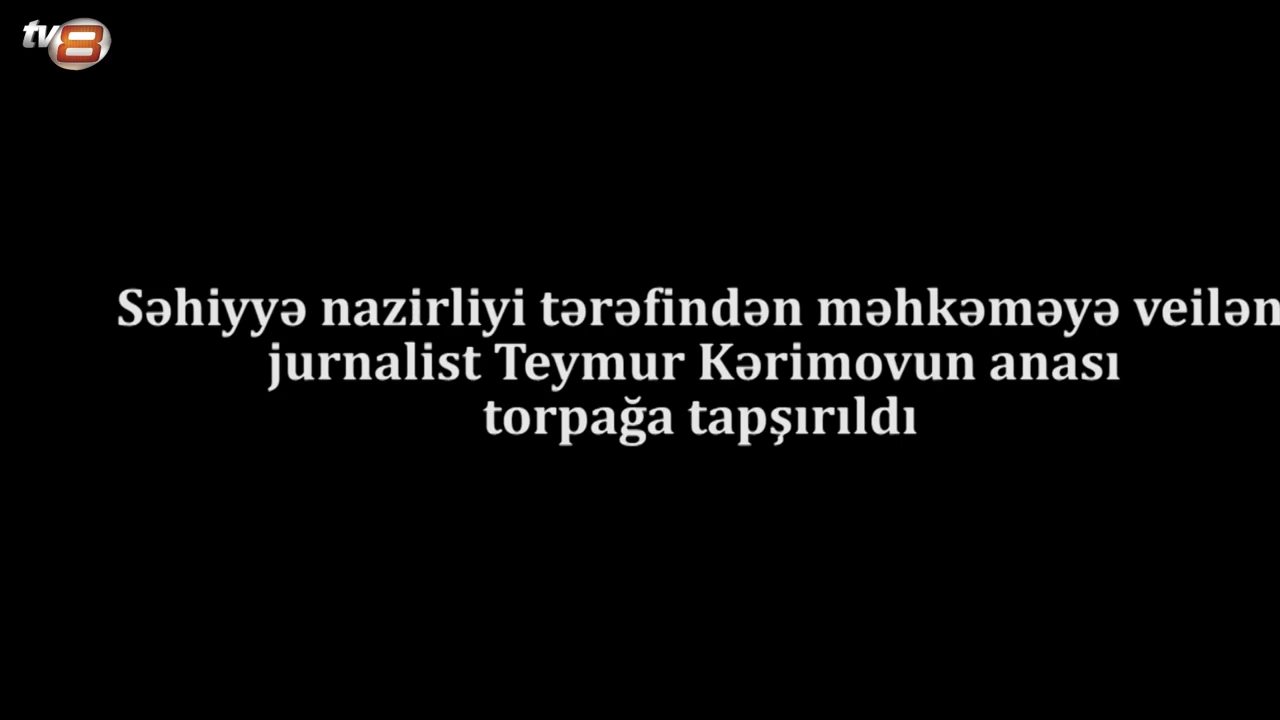 tv8
Səhiyyə nazirliyi tərəfindən məhkəməyə veilən
jurnalist Teymur Kərimovun anası
torpağa tapşırıldı